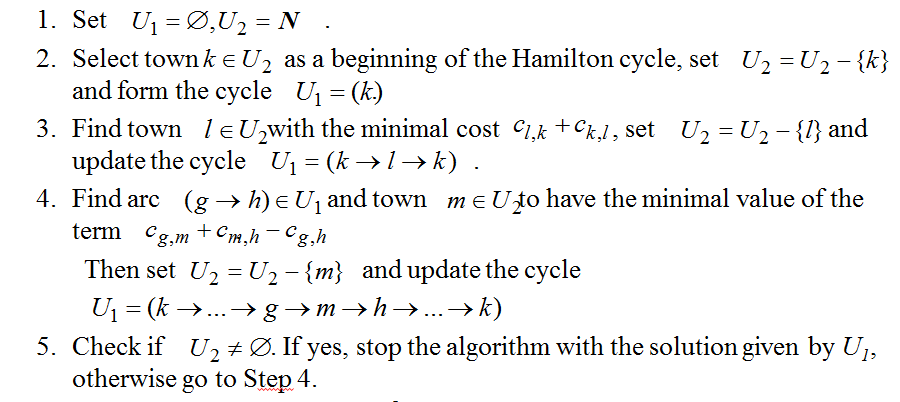 1. Set U₁ = ∅, U₂ = N .
2. Select town k ∈ U₂ as a beginning of the Hamilton cycle, set U₂ = U₂ − {k}
and form the cycle U₁ = (k)
3. Find town l ∈ U₂with the minimal cost c_{l,k} + c_{k,l}, set U₂ = U₂ − {l} and
update the cycle U₁ = (k → l → k) .
4. Find arc (g → h) ∈ U₁ and town m ∈ U₂to have the minimal value of the
term c_{g,m} + c_{m,h} − c_{g,h}
Then set U₂ = U₂ − {m} and update the cycle
U₁ = (k → ... → g → m → h → ... → k)
5. Check if U₂ ≠ ∅. If yes, stop the algorithm with the solution given by U₁,
otherwise go to Step 4.